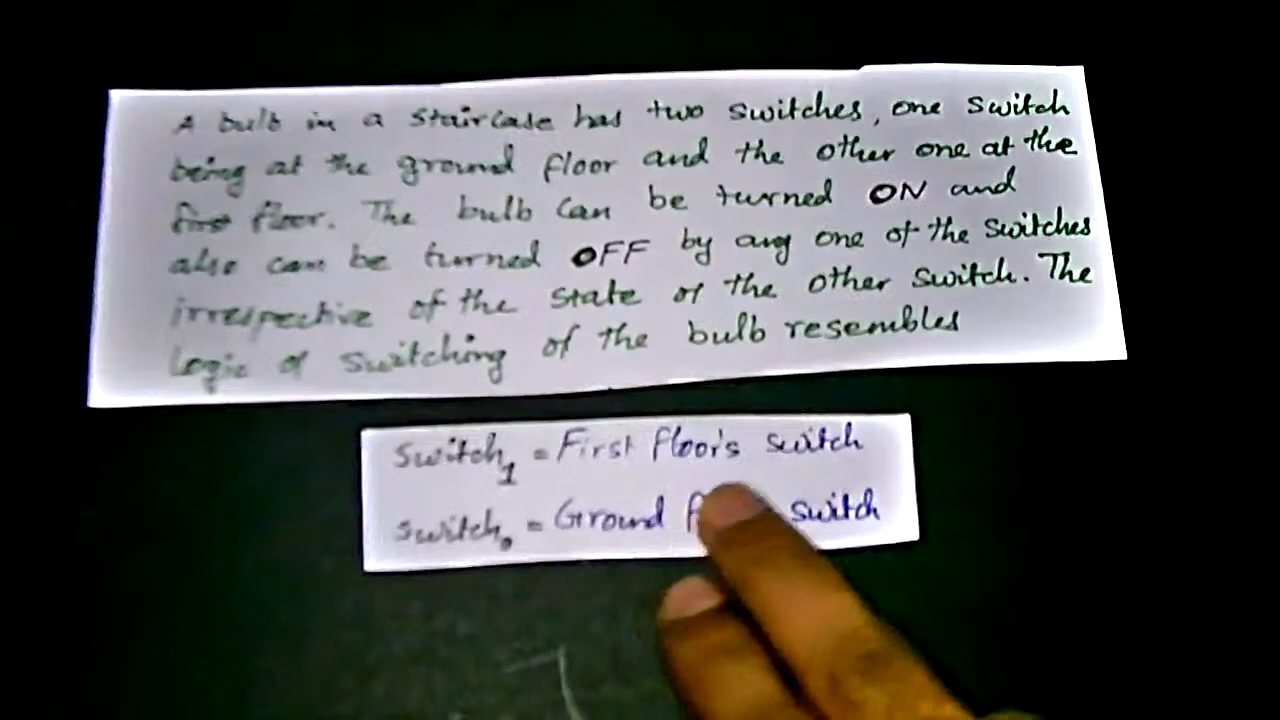 A bulb in a staircase has two switches, one switch
being at the ground floor and the other one at the
first floor. The bulb can be turned ON and
also can be turned OFF by any one of the switches
irrespective of the state of the other switch. The
logic of switching of the bulb resembles
switch1 = First floor's switch
switch0 = Ground switch